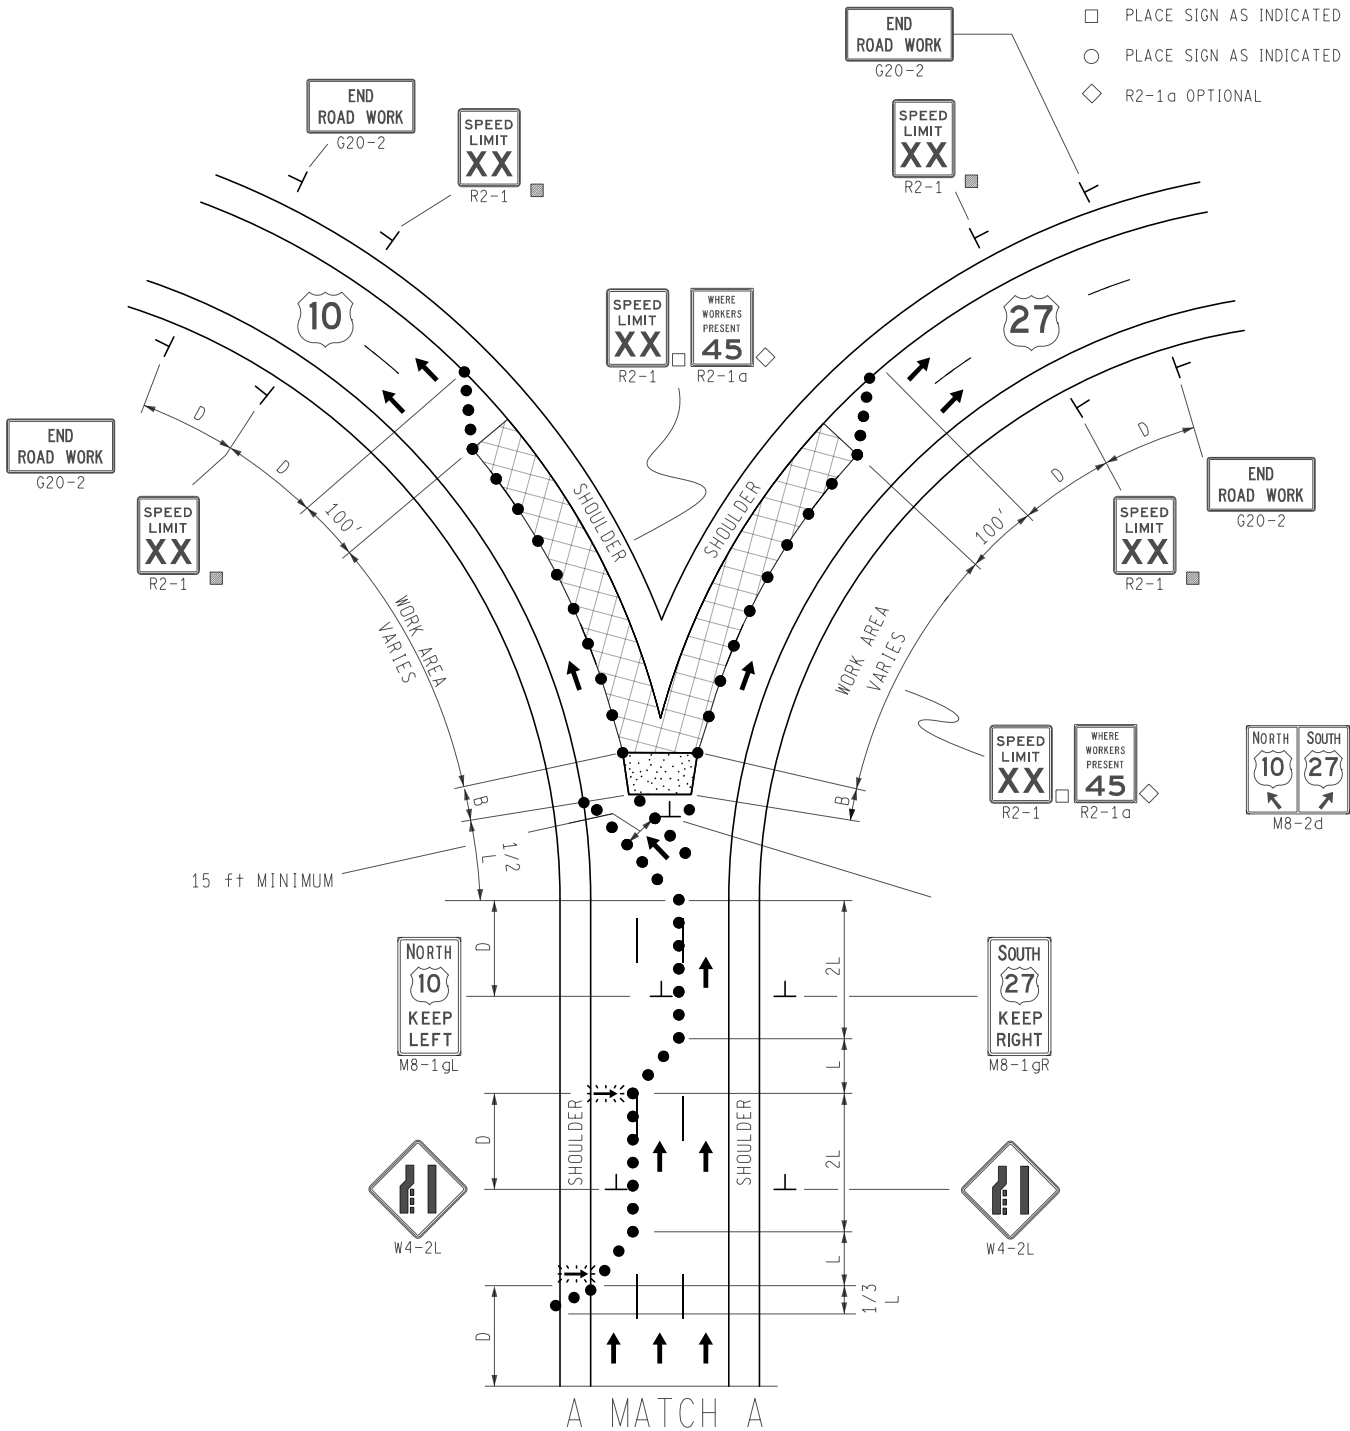 PLACE SIGN AS INDICATED
PLACE SIGN AS INDICATED
R2-1a OPTIONAL
END
ROAD WORK
G20-2
SPEED
LIMIT
XX
R2-1
END
ROAD WORK
G20-2
SPEED
LIMIT
XX
R2-1
10
27
SPEED
LIMIT
XX
R2-1
WHERE
WORKERS
PRESENT
45
R2-1a
END
ROAD WORK
G20-2
SPEED
LIMIT
XX
R2-1
D
D
100'
WORK AREA
VARIES
B
1/2
L
SHOULDER
SHOULDER
D
D
100'
WORK AREA
VARIES
B
END
ROAD WORK
G20-2
SPEED
LIMIT
XX
R2-1
SPEED
LIMIT
XX
R2-1
WHERE
WORKERS
PRESENT
45
R2-1a
NORTH
10
SOUTH
27
M8-2d
15 ft MINIMUM
NORTH
10
KEEP
LEFT
M8-1gL
D
2L
SOUTH
27
KEEP
RIGHT
M8-1gR
L
SHOULDER
SHOULDER
D
2L
W4-2L
W4-2L
L
1/3
L
D
A MATCH A